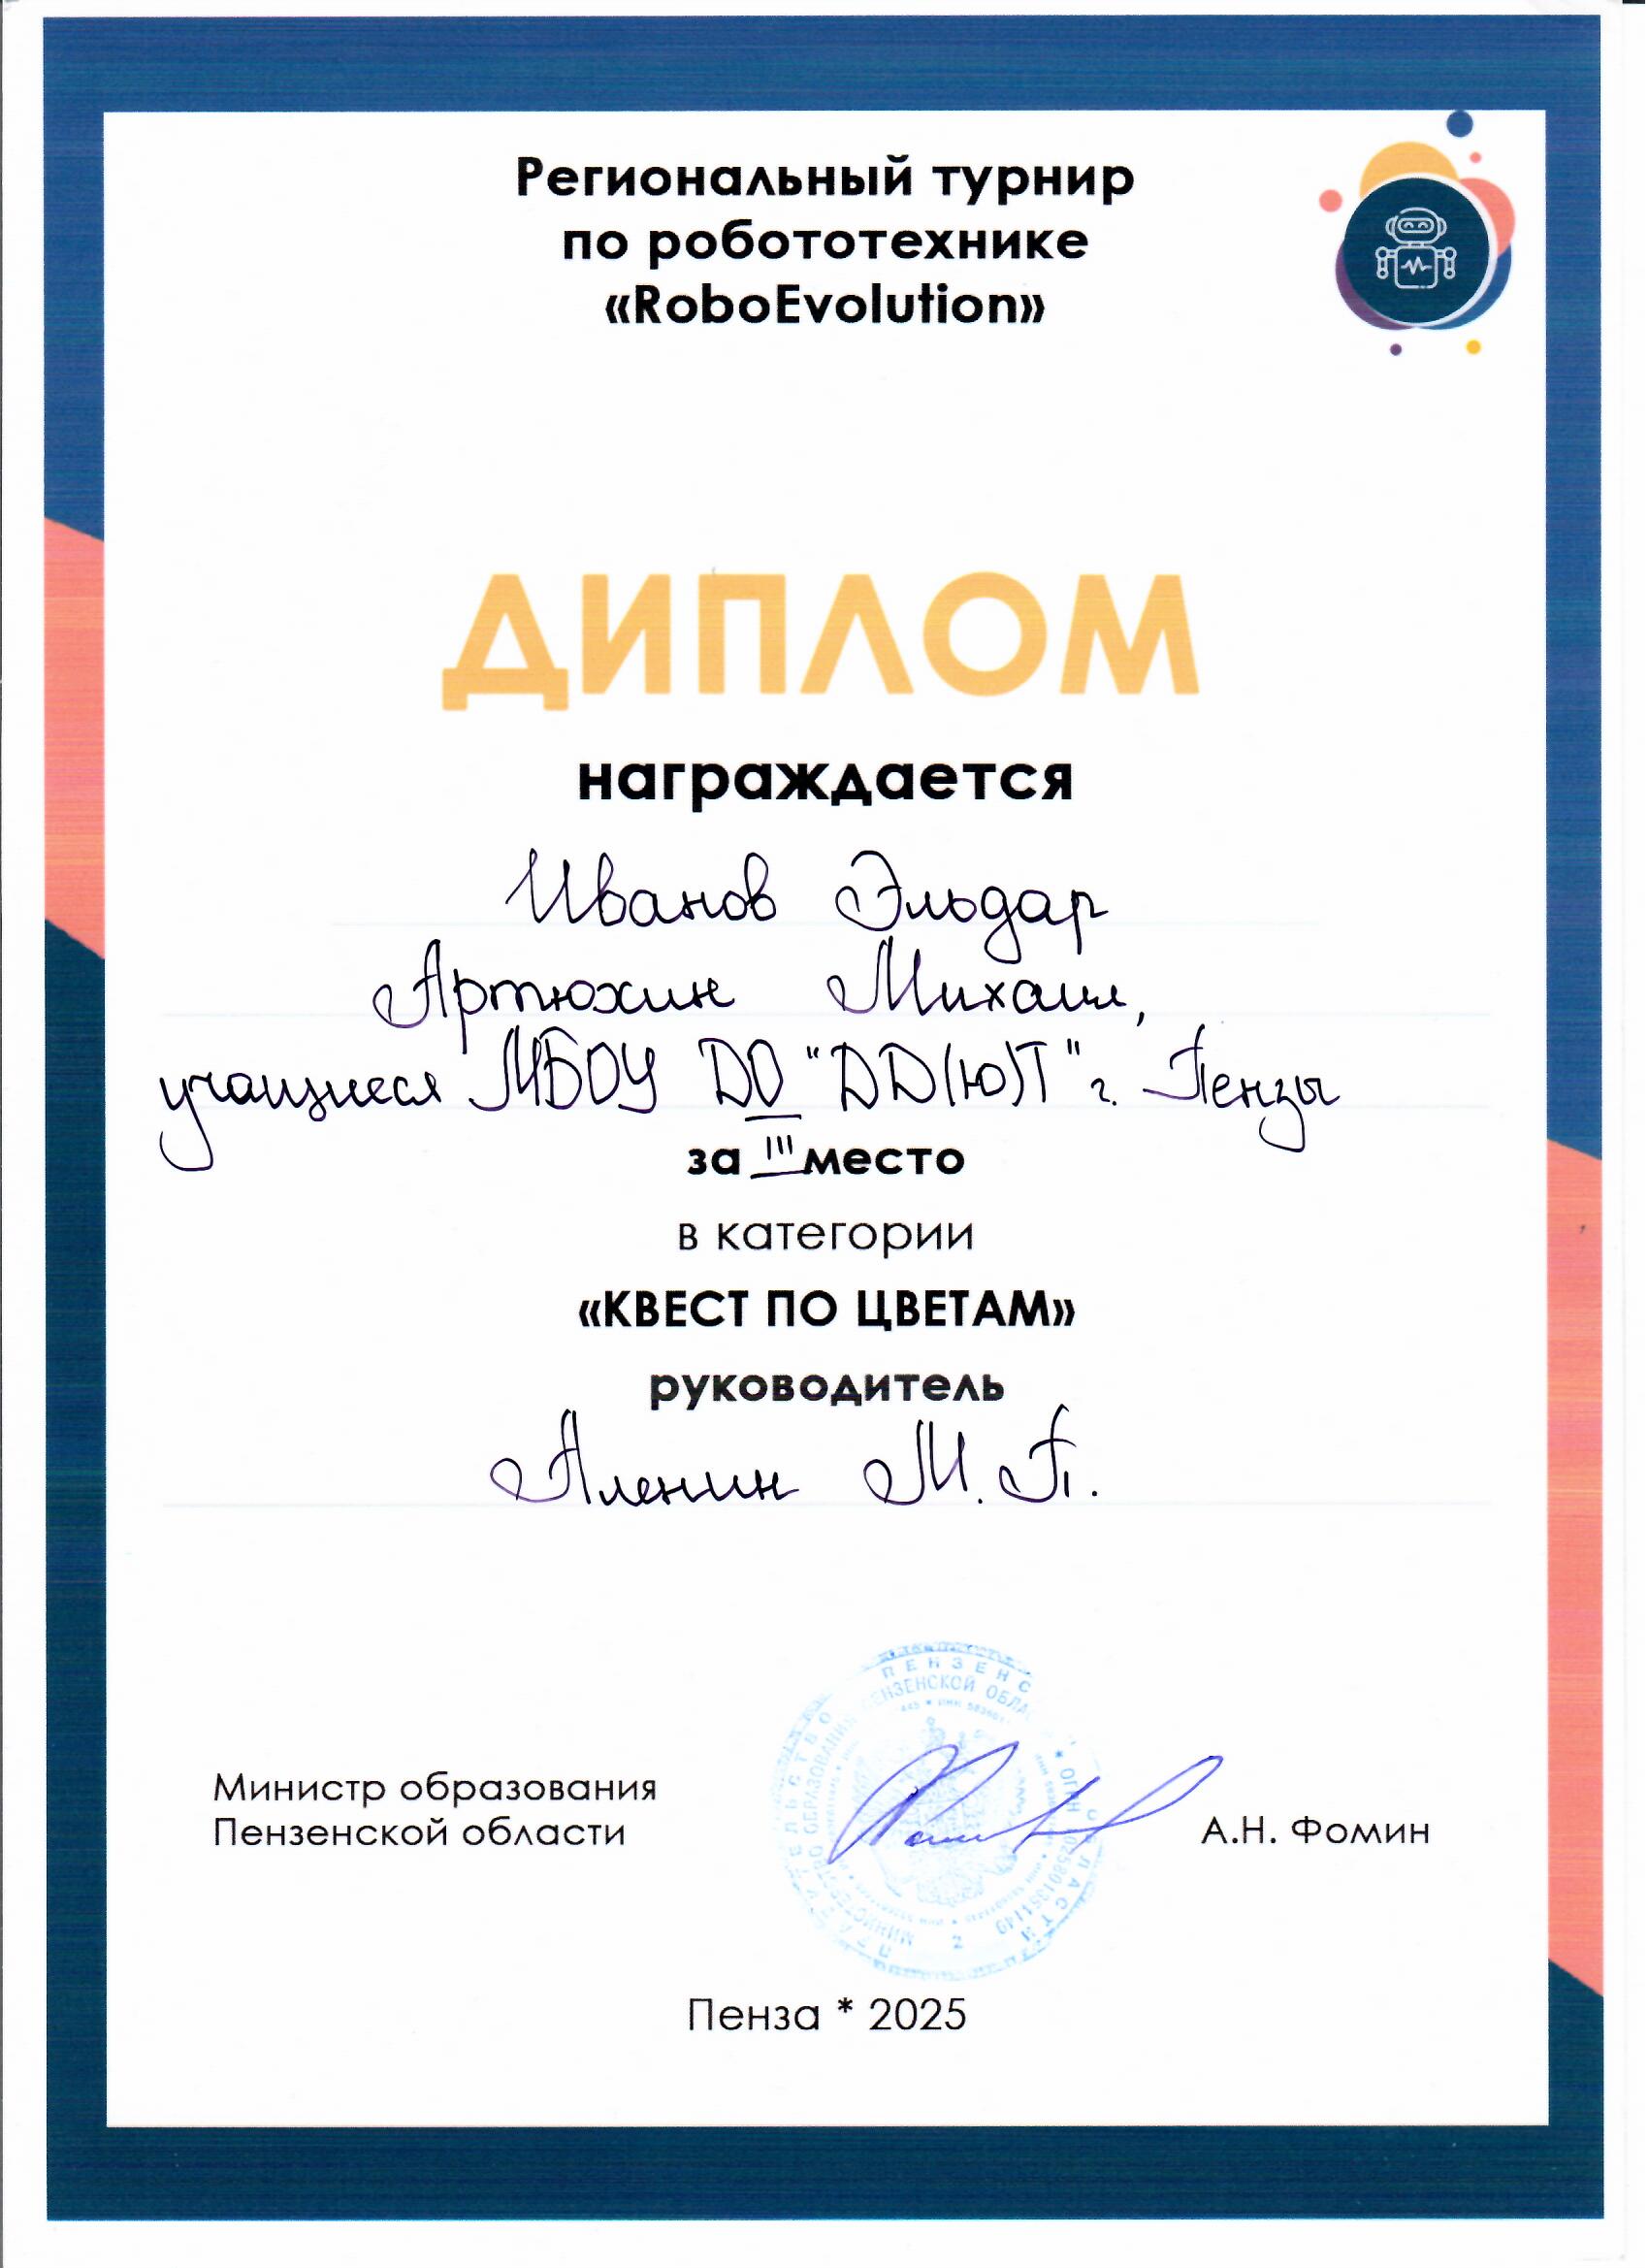 Региональный турнир
по робототехнике
«RoboEvolution»
ДИПЛОМ
награждается
Иванов Эльдар
Артюхин Михаил,
учащиеся МБОУ ДО "ДД(Ю)Т" г. Пензы
за III место
в категории
«КВЕСТ ПО ЦВЕТАМ»
руководитель
Аленин М. П.
Министр образования
Пензенской области
А.Н. Фомин
Пенза * 2025